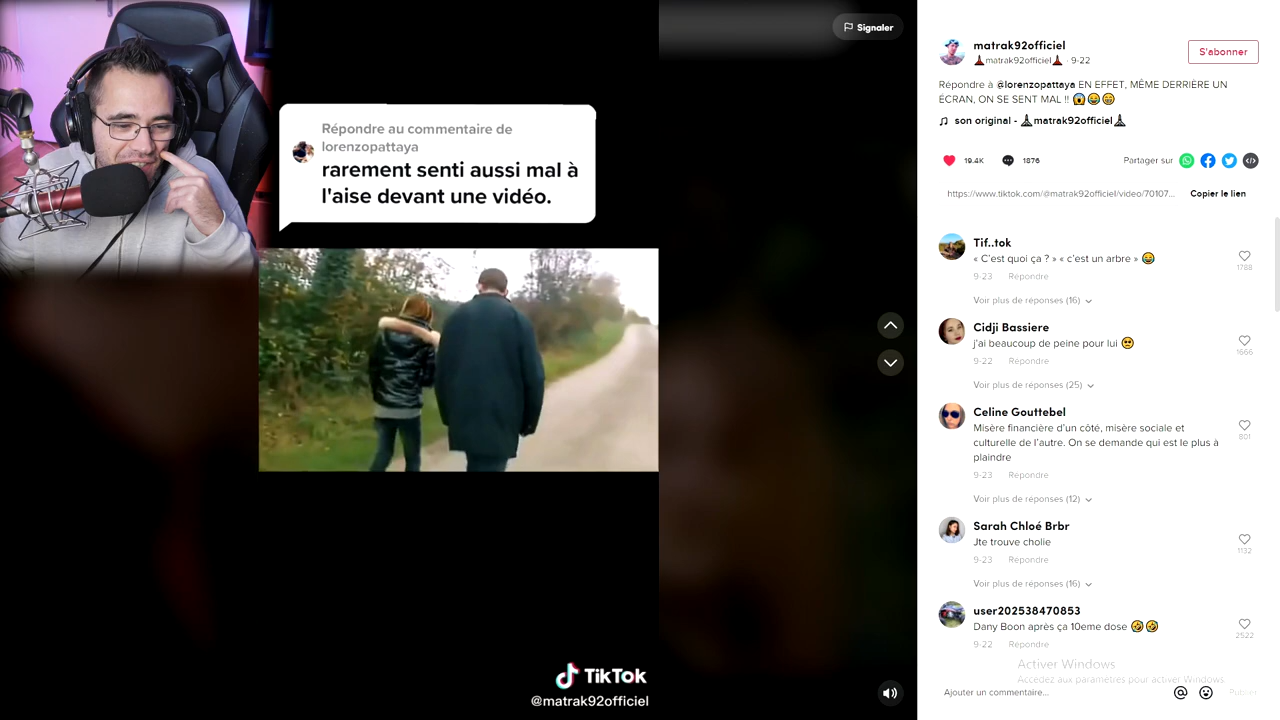 Signaler
Répondre au commentaire de
lorenzopattaya
rarement senti aussi mal à
l'aise devant une vidéo.
TikTok
@matrak92officiel
matrak92officiel
matrak92officiel · 9-22
S'abonner
Répondre à @lorenzopattaya EN EFFET, MÊME DERRIÈRE UN
ÉCRAN, ON SE SENT MAL !! 😱😂😁
son original - matrak92officiel
19.4K 1876 Partager sur
https://www.tiktok.com/@matrak92officiel/video/70107... Copier le lien
Tif..tok
« C'est quoi ça ? » « c'est un arbre » 😂
1788
9-23 Répondre
Voir plus de réponses (16)
Cidji Bassiere
j'ai beaucoup de peine pour lui 🥺
1666
9-22 Répondre
Voir plus de réponses (25)
Celine Gouttebel
Misère financière d'un côté, misère sociale et
culturelle de l'autre. On se demande qui est le plus à
plaindre
801
9-23 Répondre
Voir plus de réponses (12)
Sarah Chloé Brbr
Jte trouve cholie
1132
9-23 Répondre
Voir plus de réponses (16)
user202538470853
Dany Boon après ça 10eme dose 🤣🤣
2522
9-22 Répondre
Activer Windows
Accédez aux paramètres pour activer Windows.
Ajouter un commentaire... Publier